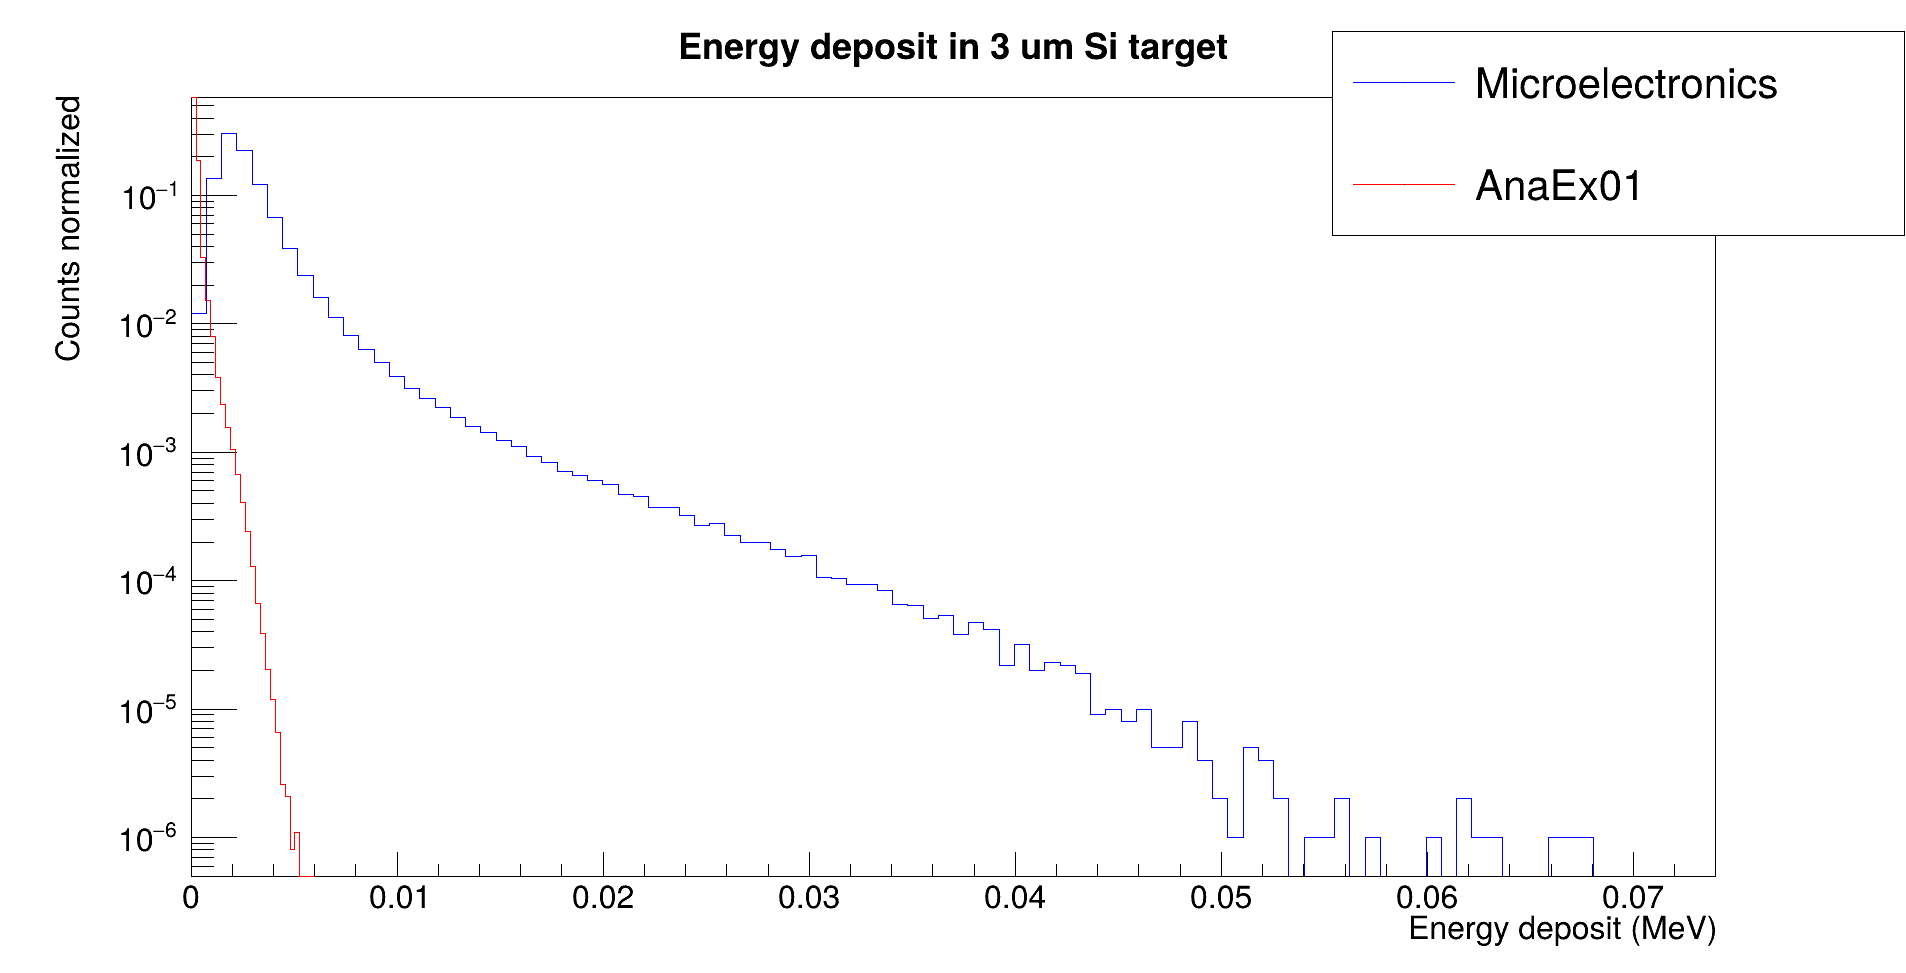 Energy deposit in 3 um Si target
Microelectronics
AnaEx01
Counts normalized
10⁻¹
10⁻²
10⁻³
10⁻⁴
10⁻⁵
10⁻⁶
0 0.01 0.02 0.03 0.04 0.05 0.06 0.07
Energy deposit (MeV)